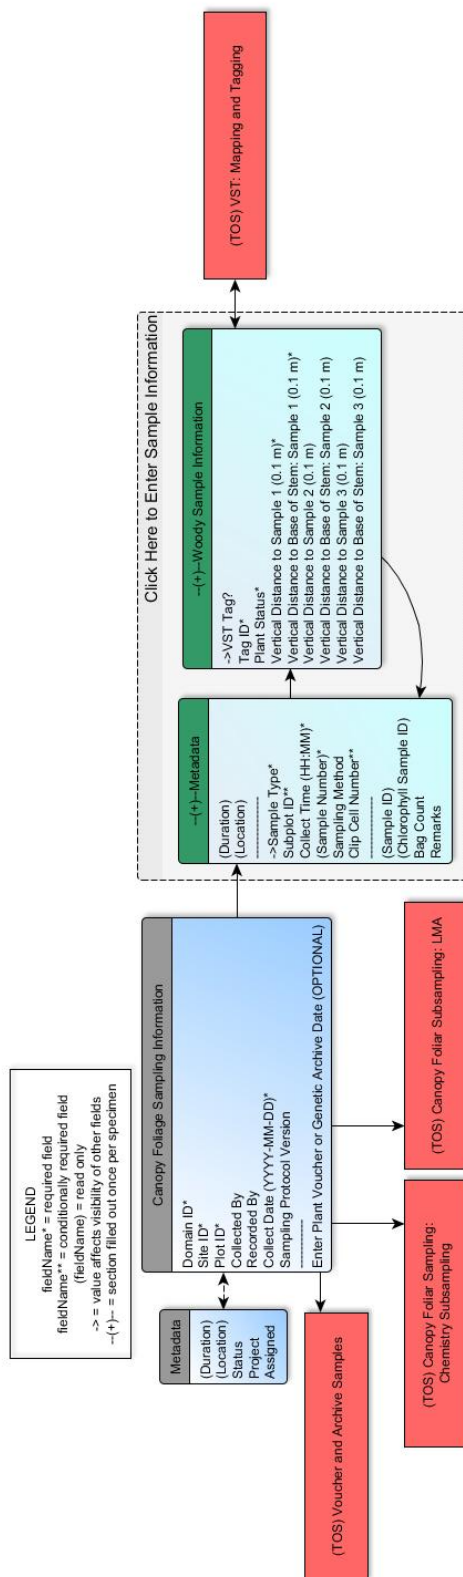 LEGEND
fieldName* = required field
fieldName** = conditionally required field
(fieldName) = read only
-> = value affects visibility of other fields
--(+)-- = section filled out once per specimen
Metadata
(Duration)
(Location)
Status
Project
Assigned
Canopy Foliage Sampling Information
Domain ID*
Site ID*
Plot ID*
Collected By
Recorded By
Collect Date (YYYY-MM-DD)*
Sampling Protocol Version
------------
Enter Plant Voucher or Genetic Archive Date (OPTIONAL)
Click Here to Enter Sample Information
--(+)--Metadata
(Duration)
(Location)
------------
->Sample Type*
Subplot ID**
Collect Time (HH:MM)*
(Sample Number)*
Sampling Method
Clip Cell Number**
------------
(Sample ID)
(Chlorophyll Sample ID)
Bag Count
Remarks
--(+)--Woody Sample Information
->VST Tag?
Tag ID*
Plant Status*
Vertical Distance to Sample 1 (0.1 m)*
Vertical Distance to Base of Stem: Sample 1 (0.1 m)*
Vertical Distance to Sample 2 (0.1 m)
Vertical Distance to Base of Stem: Sample 2 (0.1 m)
Vertical Distance to Sample 3 (0.1 m)
Vertical Distance to Base of Stem: Sample 3 (0.1 m)
(TOS) VST: Mapping and Tagging
(TOS) Voucher and Archive Samples
(TOS) Canopy Foliar Sampling:
Chemistry Subsampling
(TOS) Canopy Foliar Subsampling: LMA